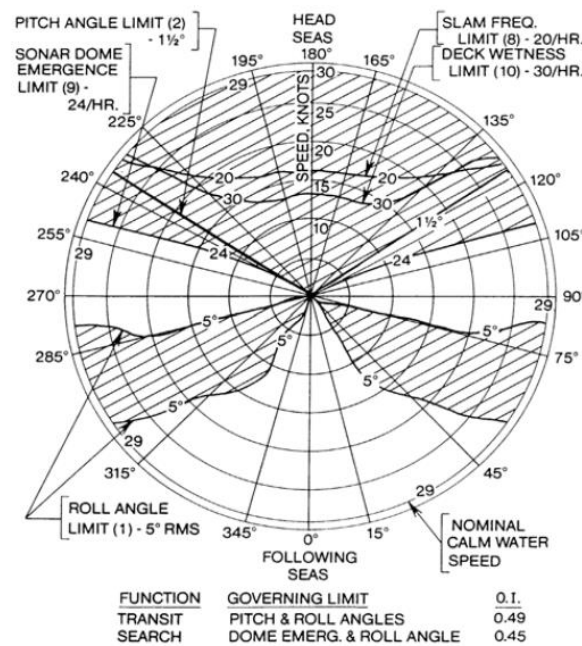 PITCH ANGLE LIMIT (2)
- 1½°
SONAR DOME
EMERGENCE
LIMIT (9) -
24/HR.
HEAD
SEAS
180°
SLAM FREQ.
LIMIT (8) - 20/HR.
DECK WETNESS
LIMIT (10) - 30/HR.
195°
165°
225°
135°
240°
120°
255°
105°
270°
90°
285°
75°
315°
45°
345°
0°
15°
29
30
25
20
15
10
SPEED, KNOTS
20
20
30
30
1½°
24
24
29
29
5°
5°
5°
5°
5°
29
29
ROLL ANGLE
LIMIT (1) - 5° RMS
FOLLOWING
SEAS
NOMINAL
CALM WATER
SPEED
FUNCTION GOVERNING LIMIT O.I.
TRANSIT PITCH & ROLL ANGLES 0.49
SEARCH DOME EMERG. & ROLL ANGLE 0.45